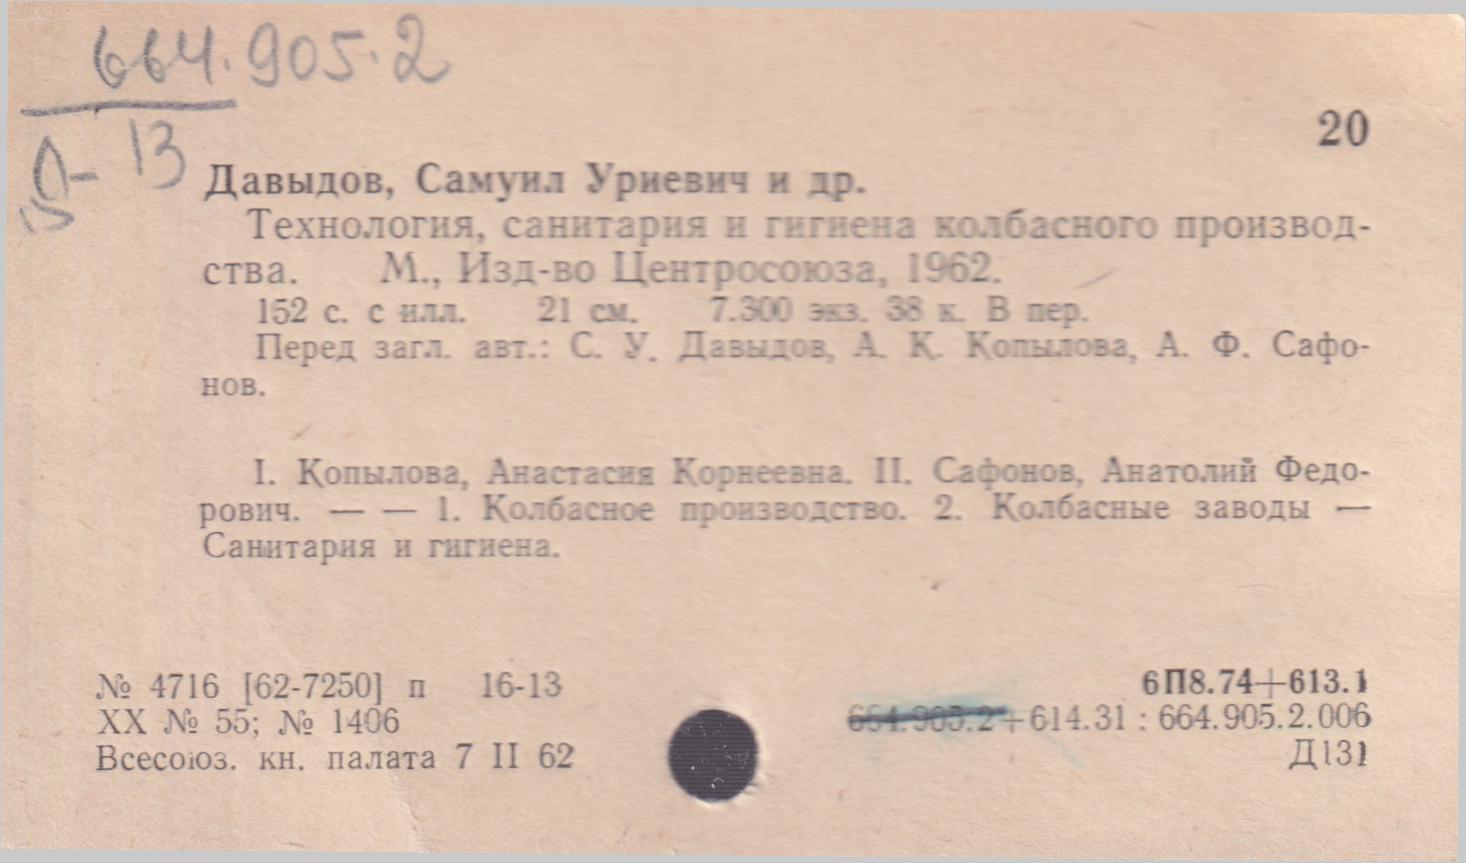 664.905.2
Д-13
20
Давыдов, Самуил Уриевич и др.
Технология, санитария и гигиена колбасного производ-
ства. М., Изд-во Центросоюза, 1962.
152 с. с илл. 21 см. 7.300 экз. 38 к. В пер.
Перед загл. авт.: С. У. Давыдов, А. К. Копылова, А. Ф. Сафо-
нов.
I. Копылова, Анастасия Корнеевна. II. Сафонов, Анатолий Федо-
рович. — — 1. Колбасное производство. 2. Колбасные заводы —
Санитария и гигиена.
№ 4716 [62-7250] п 16-13
XX № 55; № 1406
Всесоюз. кн. палата 7 II 62
6П8.74+613.1
664.905.2+614.31 : 664.905.2.006
Д131